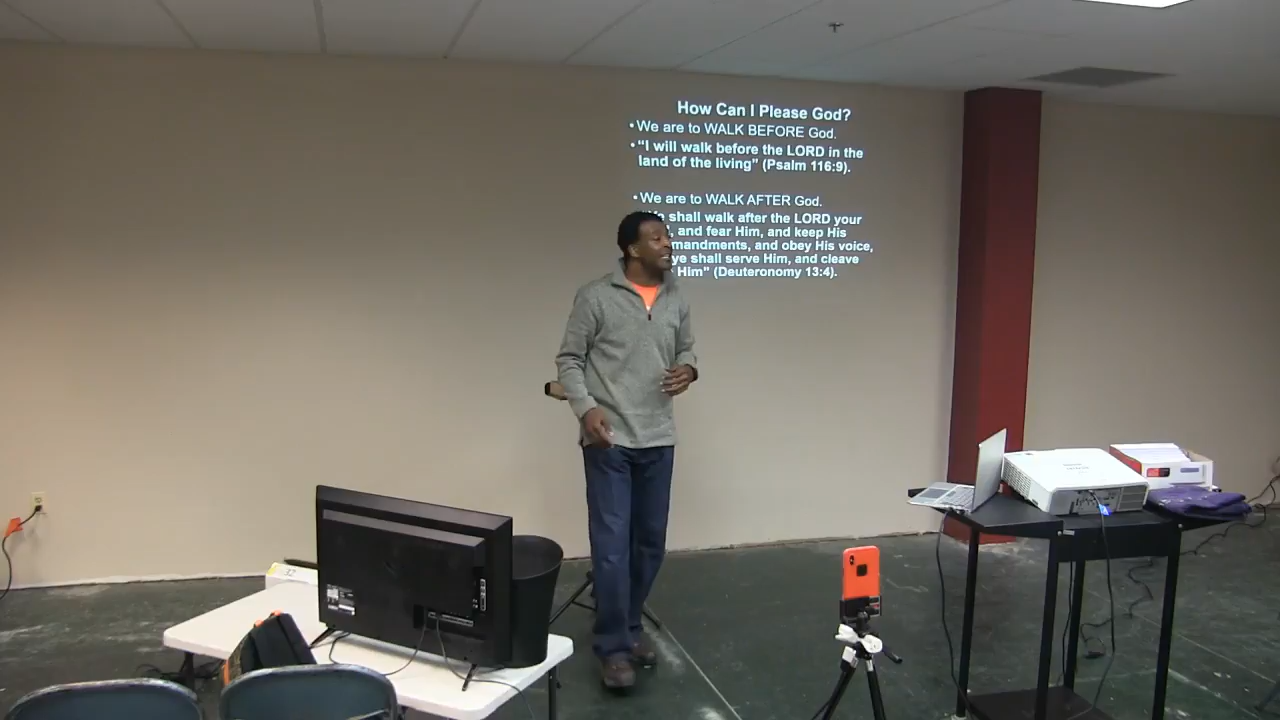 How Can I Please God?
•We are to WALK BEFORE God.
•"I will walk before the LORD in the
land of the living" (Psalm 116:9).
•We are to WALK AFTER God.
shall walk after the LORD your
, and fear Him, and keep His
mandments, and obey His voice,
ye shall serve Him, and cleave
Him" (Deuteronomy 13:4).